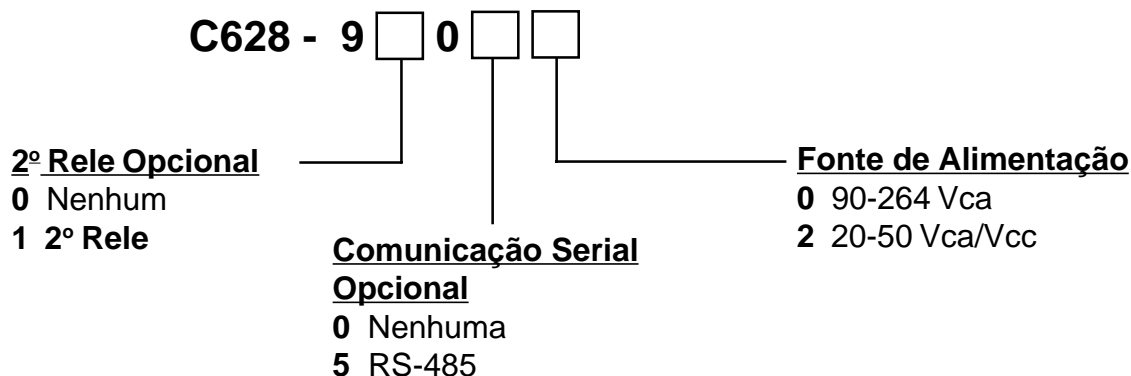 C628 - 9 0
2º Rele Opcional
0 Nenhum
1 2º Rele
Comunicação Serial
Opcional
0 Nenhuma
5 RS-485
Fonte de Alimentação
0 90-264 Vca
2 20-50 Vca/Vcc